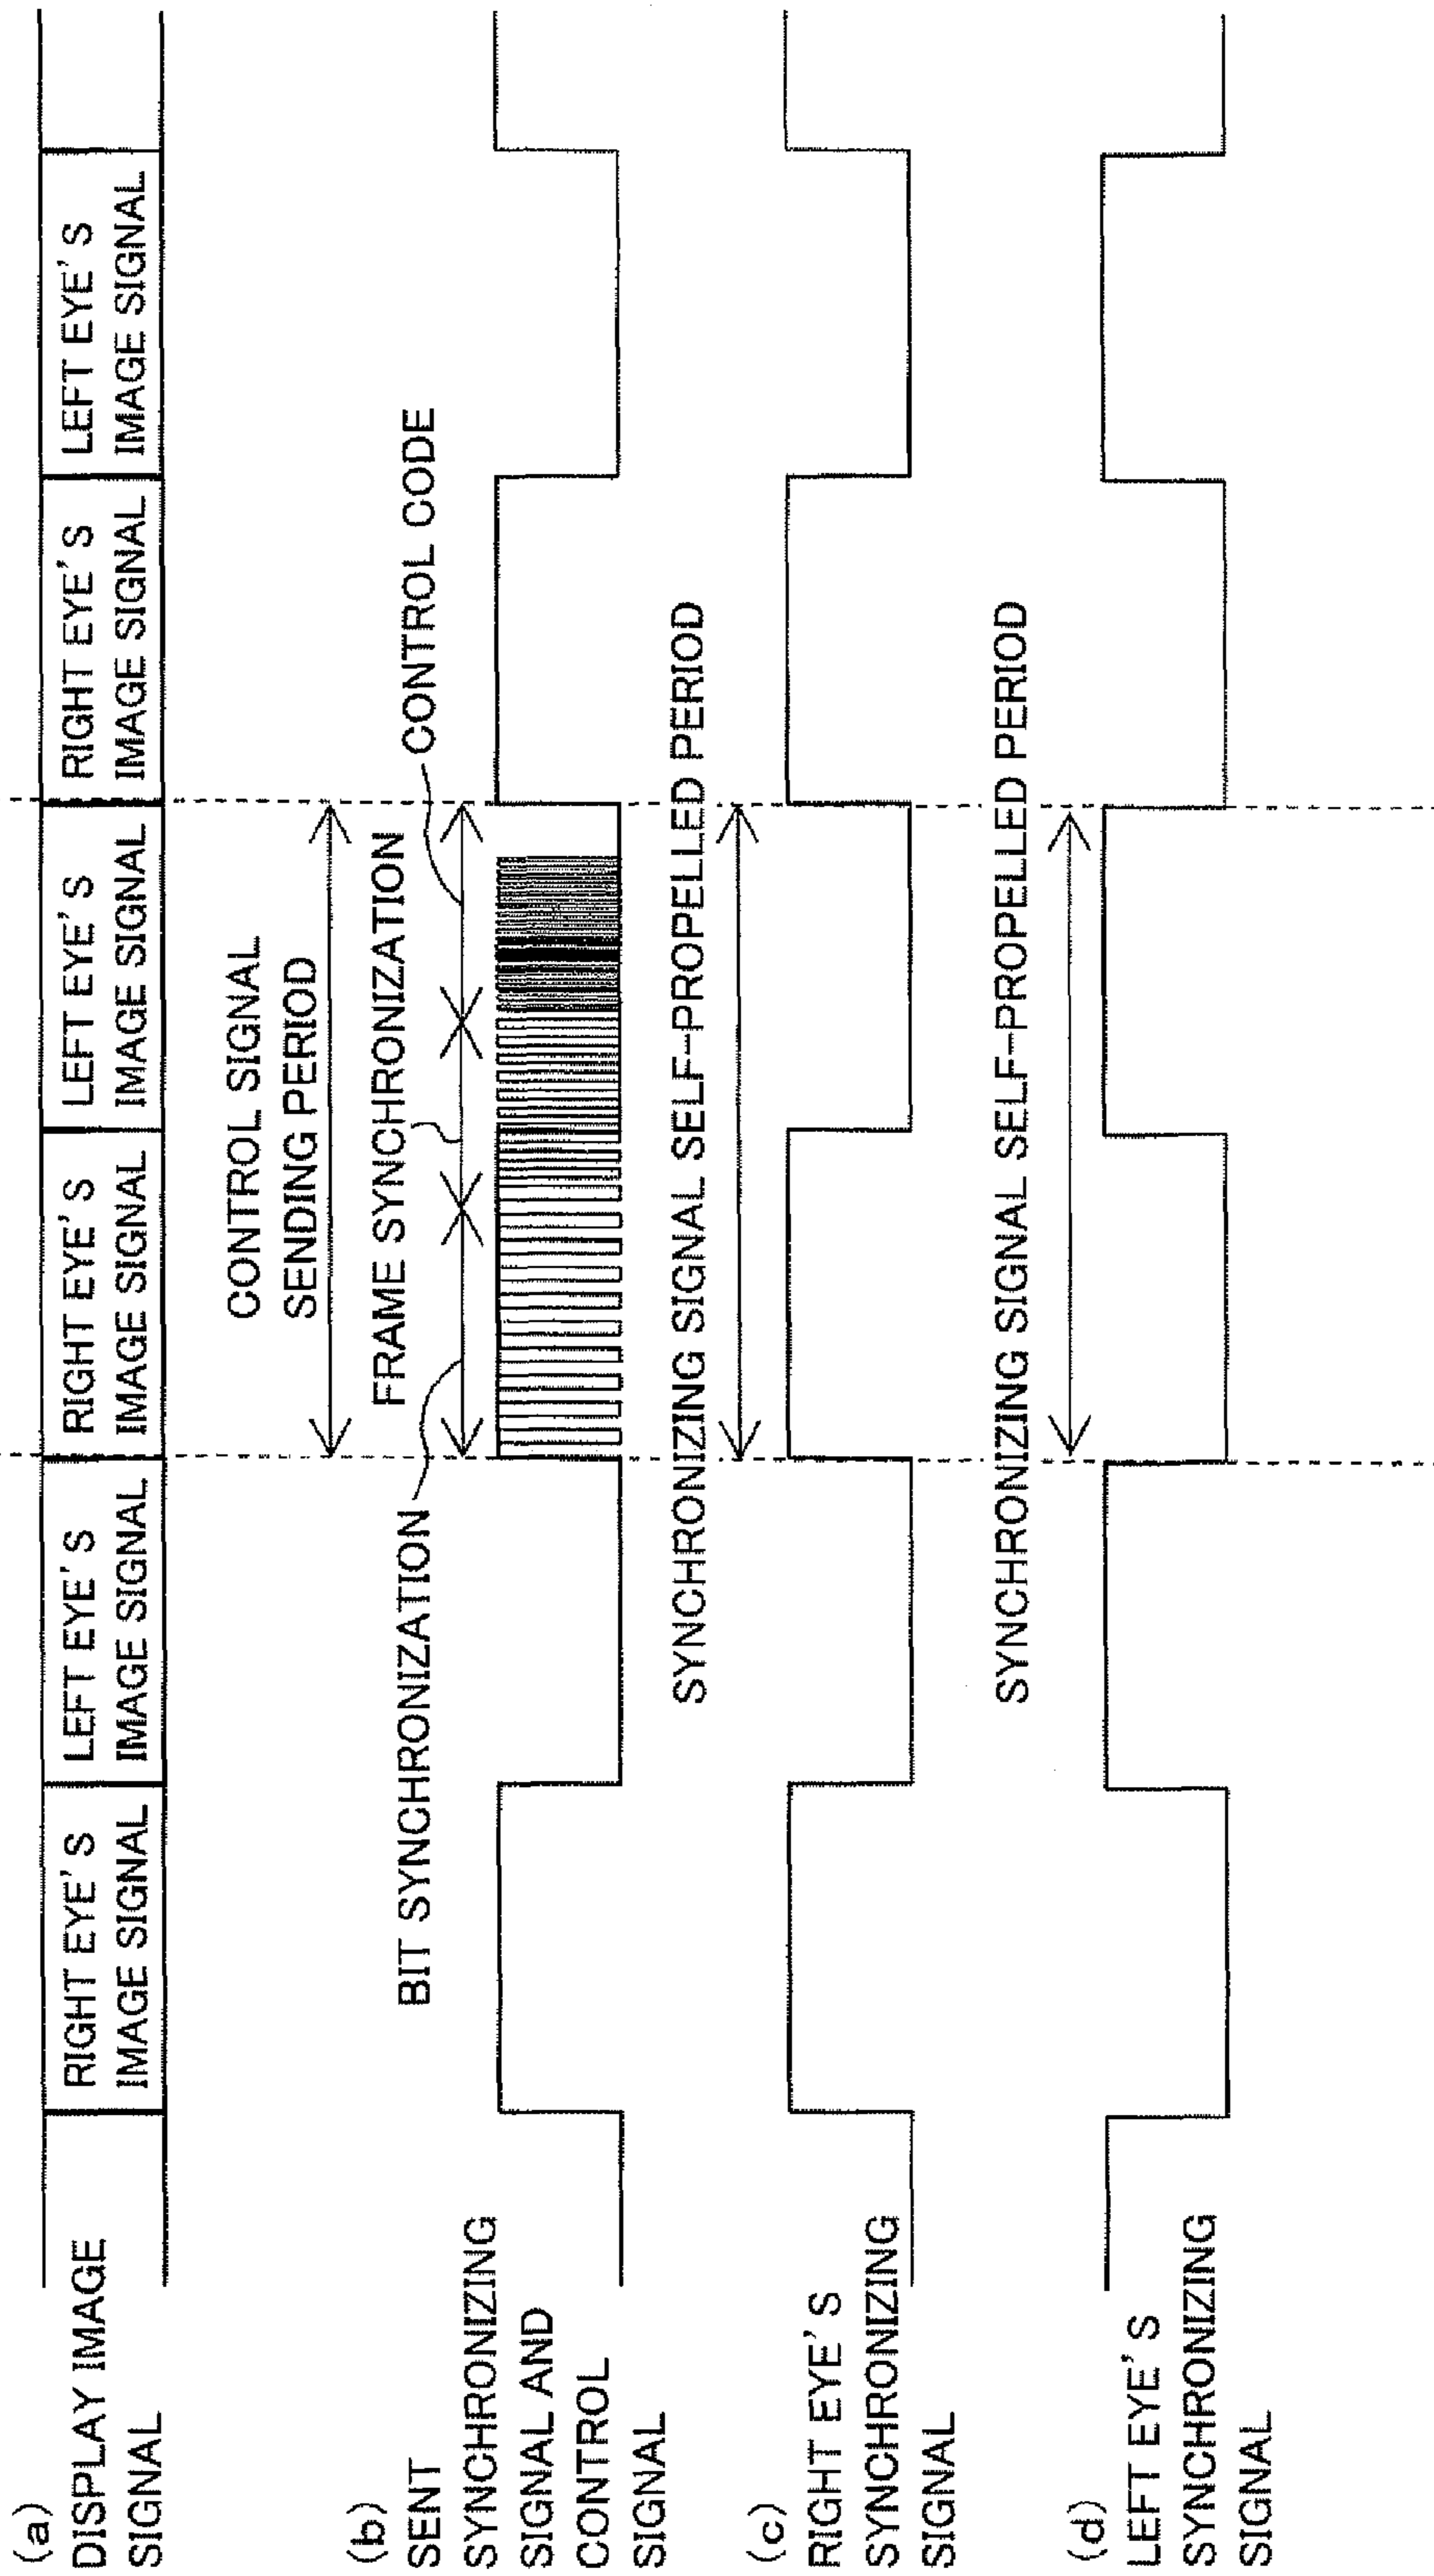 (a)
DISPLAY IMAGE
SIGNAL
RIGHT EYE'S
IMAGE SIGNAL
LEFT EYE'S
IMAGE SIGNAL
RIGHT EYE'S
IMAGE SIGNAL
LEFT EYE'S
IMAGE SIGNAL
RIGHT EYE'S
IMAGE SIGNAL
LEFT EYE'S
IMAGE SIGNAL
CONTROL SIGNAL
SENDING PERIOD
(b)
SENT
SYNCHRONIZING
SIGNAL AND
CONTROL
SIGNAL
BIT SYNCHRONIZATION
FRAME SYNCHRONIZATION
CONTROL CODE
(c)
RIGHT EYE'S
SYNCHRONIZING
SIGNAL
SYNCHRONIZING SIGNAL SELF-PROPELLED PERIOD
(d)
LEFT EYE'S
SYNCHRONIZING
SIGNAL
SYNCHRONIZING SIGNAL SELF-PROPELLED PERIOD